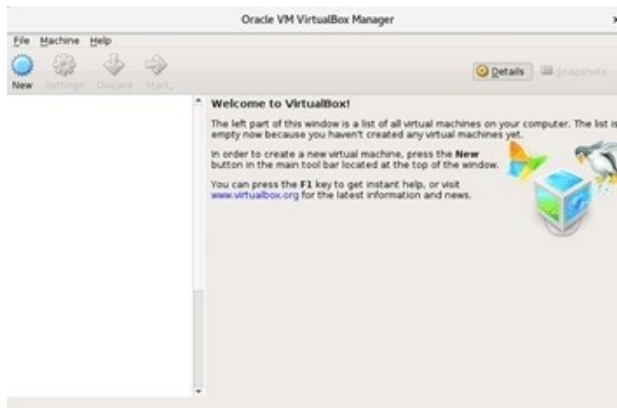 Oracle VM VirtualBox Manager
File Machine Help
New Settings Discard Start
Details Snapshots
Welcome to VirtualBox!
The left part of this window is a list of all virtual machines on your computer. The list is
empty now because you haven't created any virtual machines yet.
In order to create a new virtual machine, press the New
button in the main tool bar located at the top of the window.
You can press the F1 key to get instant help, or visit
www.virtualbox.org for the latest information and news.